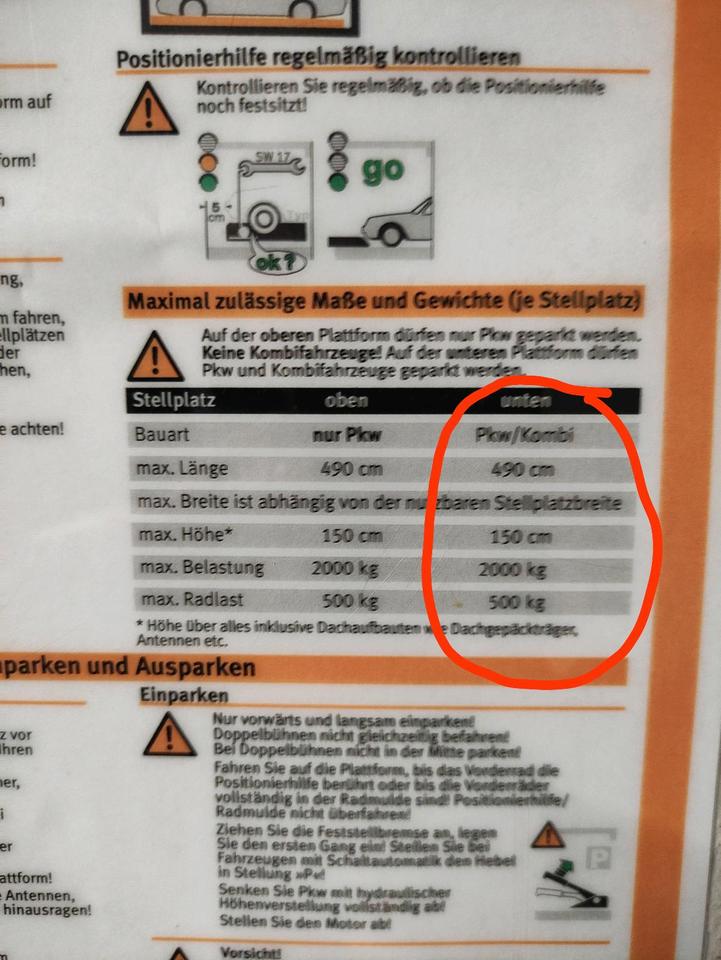 Positionierhilfe regelmäßig kontrollieren
Kontrollieren Sie regelmäßig, ob die Positionierhilfe
noch festsitzt!
SW 17
go
5
cm
ok?
Maximal zulässige Maße und Gewichte (je Stellplatz)
Auf der oberen Plattform dürfen nur Pkw geparkt werden.
Keine Kombifahrzeuge! Auf der unteren Plattform dürfen
Pkw und Kombifahrzeuge geparkt werden.
Stellplatz oben unten
Bauart nur Pkw Pkw/Kombi
max. Länge 490 cm 490 cm
max. Breite ist abhängig von der nutzbaren Stellplatzbreite
max. Höhe* 150 cm 150 cm
max. Belastung 2000 kg 2000 kg
max. Radlast 500 kg 500 kg
* Höhe über alles inklusive Dachaufbauten wie Dachgepäckträger,
Antennen etc.
parken und Ausparken
Einparken
Nur vorwärts und langsam einparken!
Doppelbühnen nicht gleichzeitig befahren!
Bei Doppelbühnen nicht in der Mitte parken!
Fahren Sie auf die Plattform, bis das Vorderrad die
Positionierhilfe berührt oder bis die Vorderräder
vollständig in der Radmulde sind! Positionierhilfe/
Radmulde nicht überfahren!
Ziehen Sie die Feststellbremse an, legen
Sie den ersten Gang ein! Stellen Sie bei
Fahrzeugen mit Schaltautomatik den Hebel
in Stellung »P«!
P
Senken Sie Pkw mit hydraulischer
Höhenverstellung vollständig ab!
Stellen Sie den Motor ab!
Vorsicht!
orm auf
form!
ng,
m fahren,
ellplätzen
der
hen,
e achten!
z vor
Ihren
er,
er
attform!
e Antennen,
hinausragen!